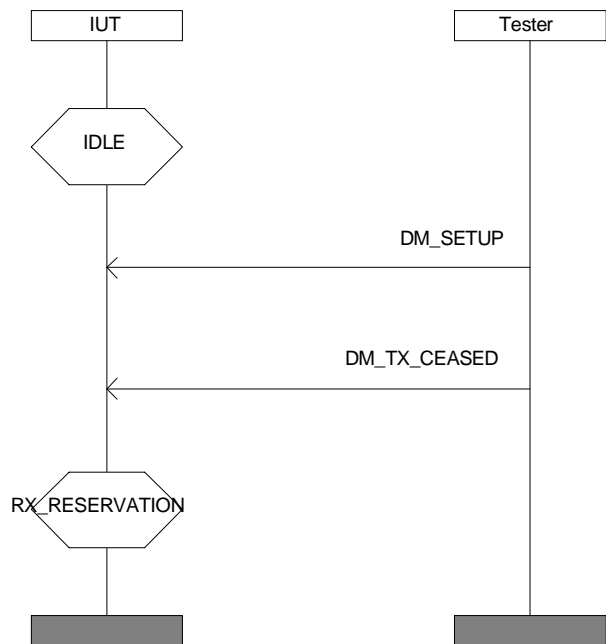 IUT
Tester
IDLE
DM_SETUP
DM_TX_CEASED
RX_RESERVATION